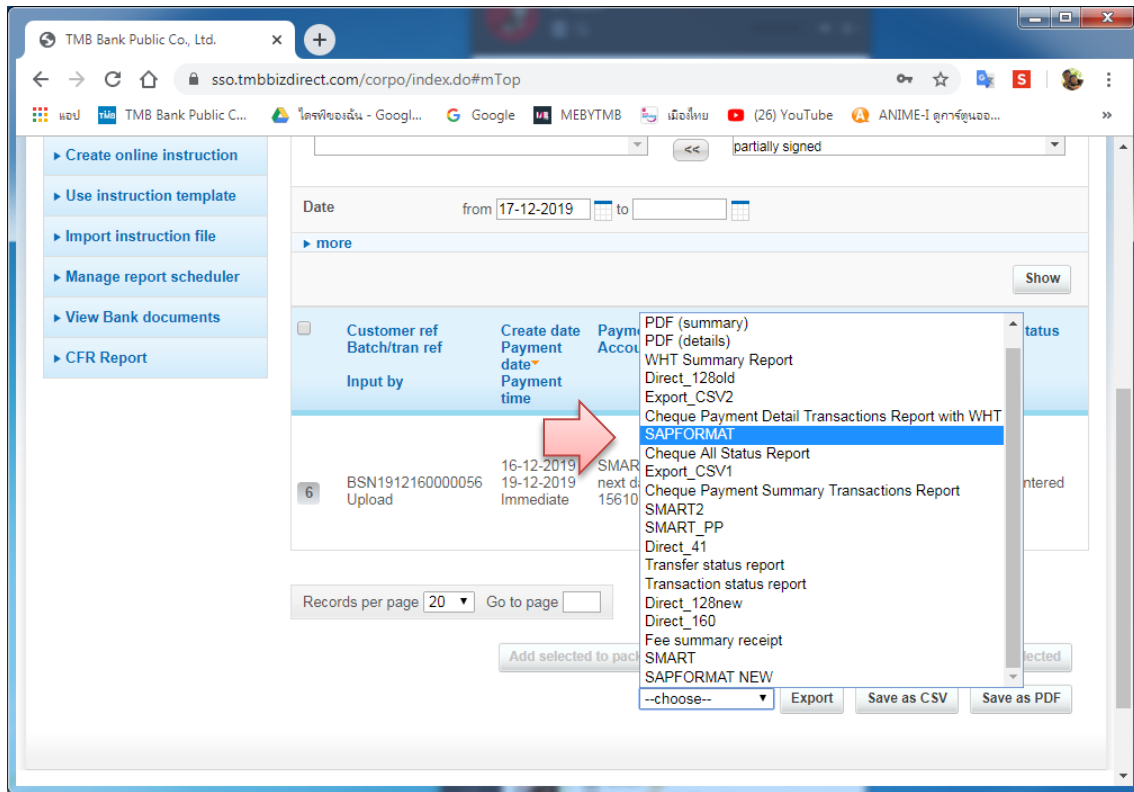 TMB Bank Public Co., Ltd.
sso.tmbbizdirect.com/corpo/index.do#mTop
แอป TMB TMB Bank Public C... ไดรฟ์ของฉัน - Googl... Google ME MEBYTMB เมืองไทย (26) YouTube ANIME-I ดูการ์ตูนออ... »
Create online instruction
<< partially signed
Use instruction template
Date from 17-12-2019 to
Import instruction file
more
Manage report scheduler
Show
View Bank documents
CFR Report
Customer ref
Batch/tran ref
Input by
Create date
Payment
date
Payment
time
Paym
Accou
tatus
PDF (summary)
PDF (details)
WHT Summary Report
Direct_128old
Export_CSV2
Cheque Payment Detail Transactions Report with WHT
SAPFORMAT
Cheque All Status Report
Export_CSV1
Cheque Payment Summary Transactions Report
SMART2
SMART_PP
Direct_41
Transfer status report
Transaction status report
Direct_128new
Direct_160
Fee summary receipt
SMART
SAPFORMAT NEW
6
BSN1912160000056
Upload
16-12-2019
19-12-2019
Immediate
SMAR
next d
15610
ntered
Records per page 20 Go to page
Add selected to pack
lected
--choose-- Export Save as CSV Save as PDF